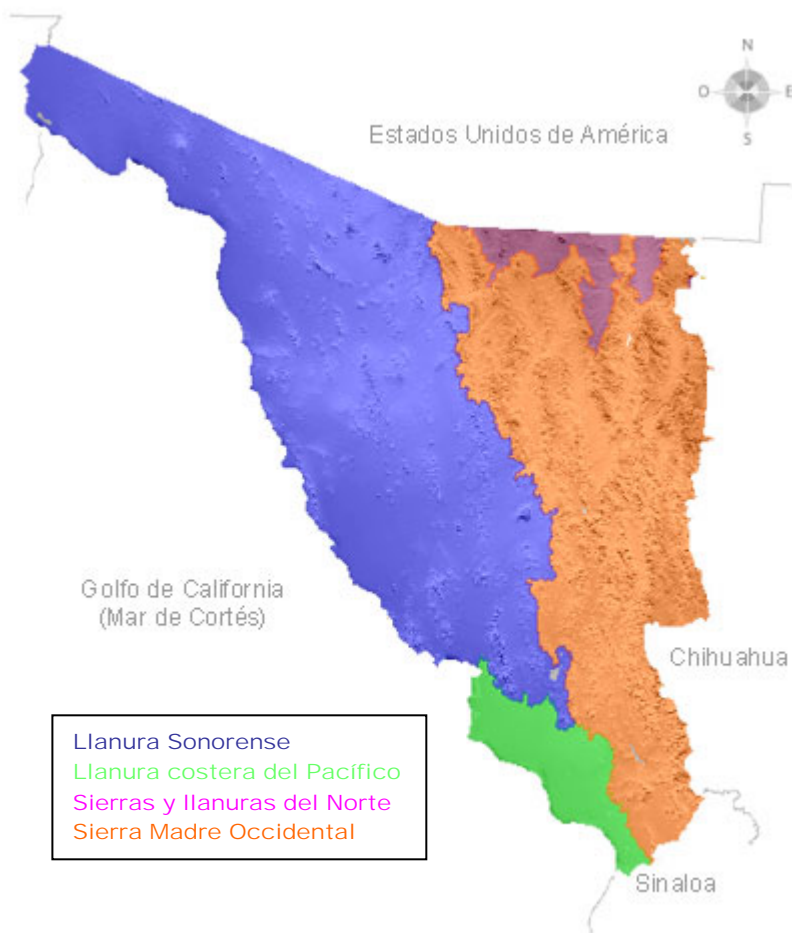 N
O
E
S
Estados Unidos de América
Golfo de California
(Mar de Cortés)
Chihuahua
Llanura Sonorense
Llanura costera del Pacífico
Sierras y llanuras del Norte
Sierra Madre Occidental
Sinaloa